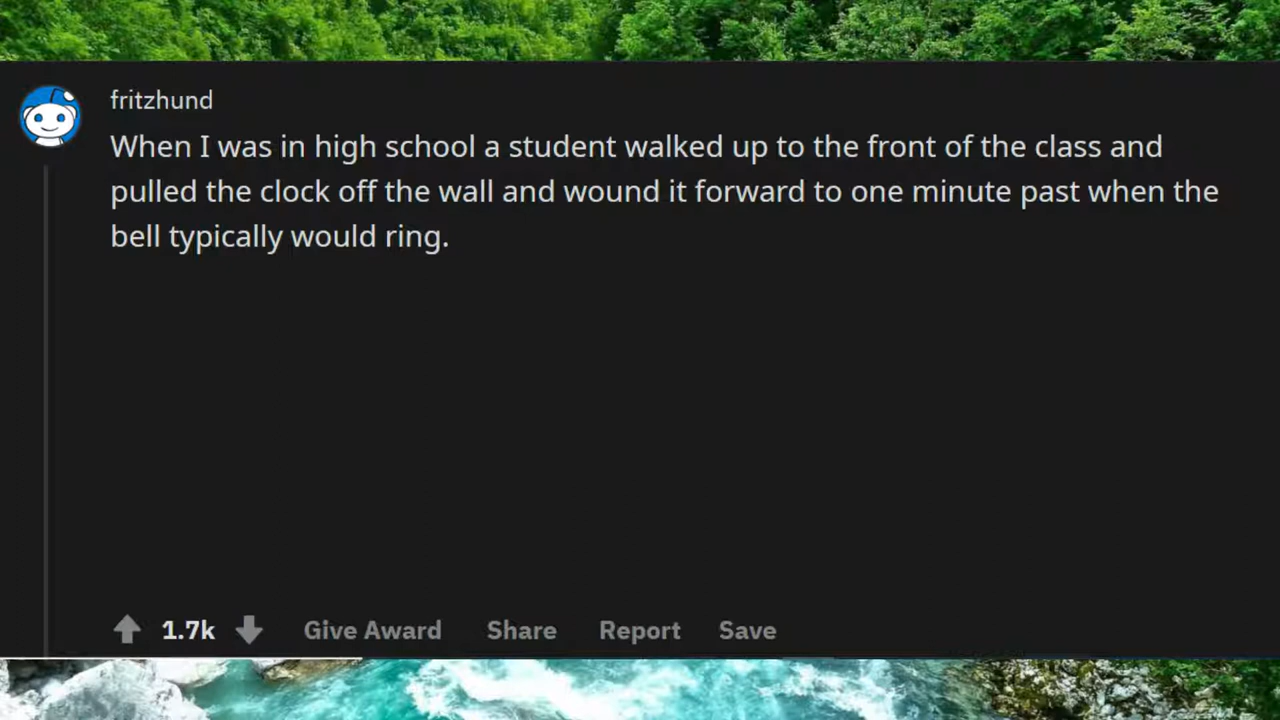 fritzhund
When I was in high school a student walked up to the front of the class and
pulled the clock off the wall and wound it forward to one minute past when the
bell typically would ring.
1.7k Give Award Share Report Save